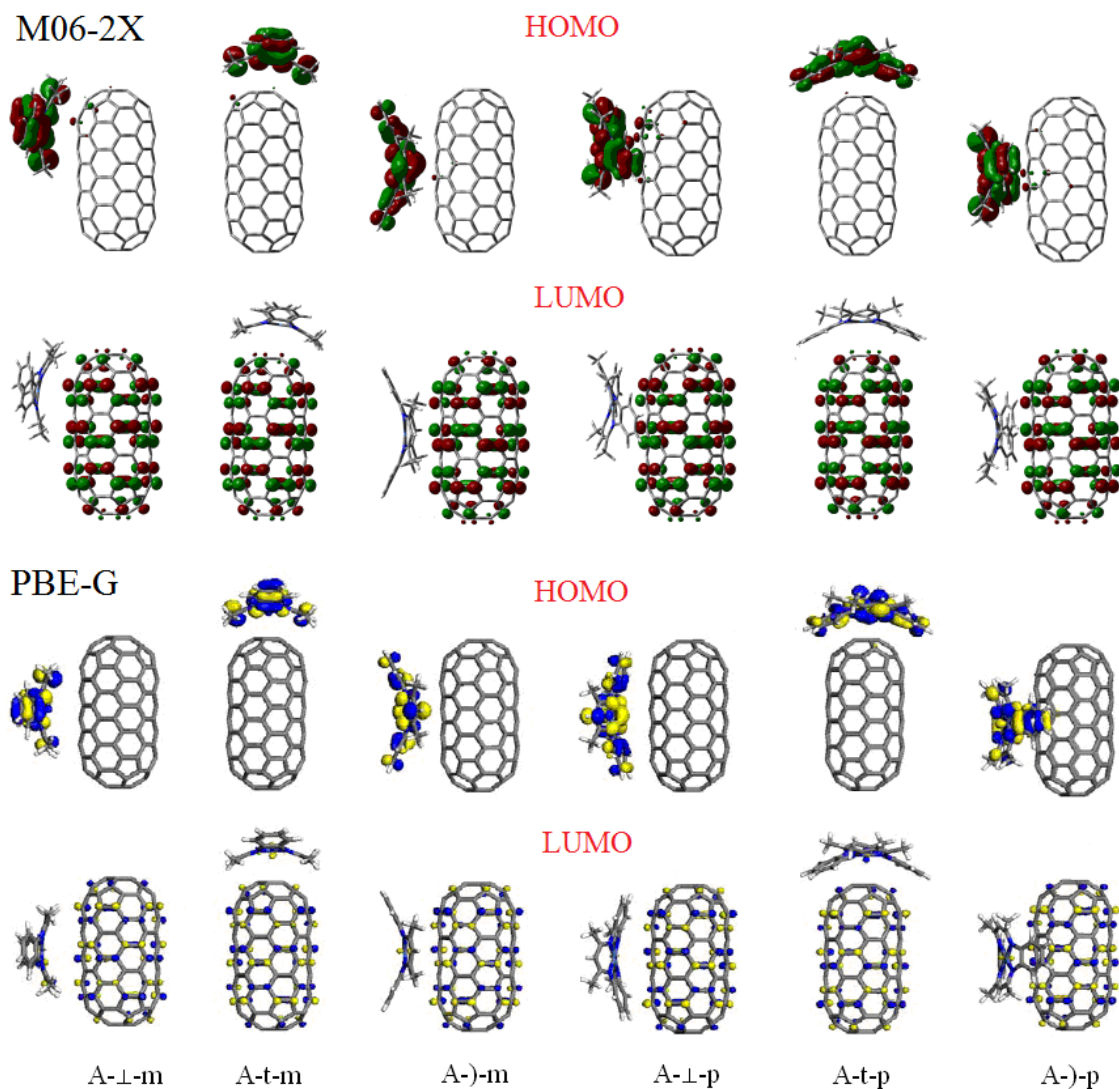 M06-2X
HOMO
LUMO
PBE-G
HOMO
LUMO
A-⊥-m A-t-m A-)-m A-⊥-p A-t-p A-)-p